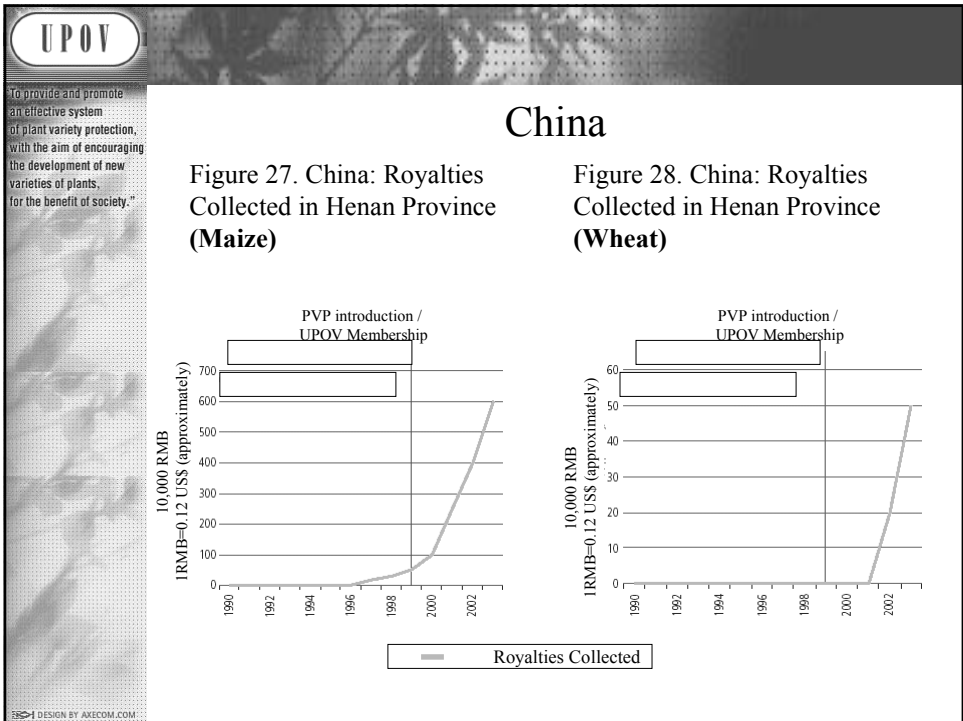 UPOV
To provide and promote
an effective system
of plant variety protection,
with the aim of encouraging
the development of new
varieties of plants,
for the benefit of society."
China
Figure 27. China: Royalties
Collected in Henan Province
(Maize)
Figure 28. China: Royalties
Collected in Henan Province
(Wheat)
PVP introduction /
UPOV Membership
10,000 RMB
1RMB=0.12 US$ (approximately)
700
600
500
400
300
200
100
0
1990
1992
1994
1996
1998
2000
2002
PVP introduction /
UPOV Membership
10,000 RMB
1RMB=0.12 US$ (approximately)
60
50
40
30
20
10
0
1990
1992
1994
1996
1998
2000
2002
Royalties Collected
DESIGN BY AXECOM.COM